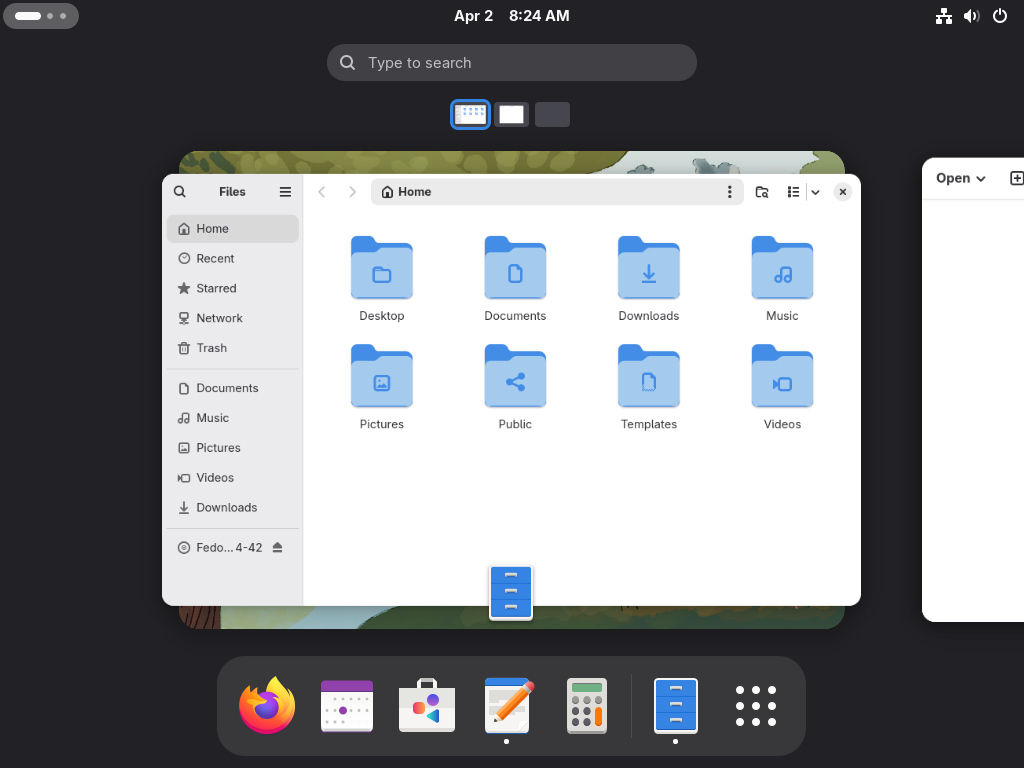 Apr 2 8:24 AM
Type to search
Files
Home
Open
Home
Recent
Starred
Network
Trash
Documents
Music
Pictures
Videos
Downloads
Fedo... 4-42
Desktop
Documents
Downloads
Music
Pictures
Public
Templates
Videos